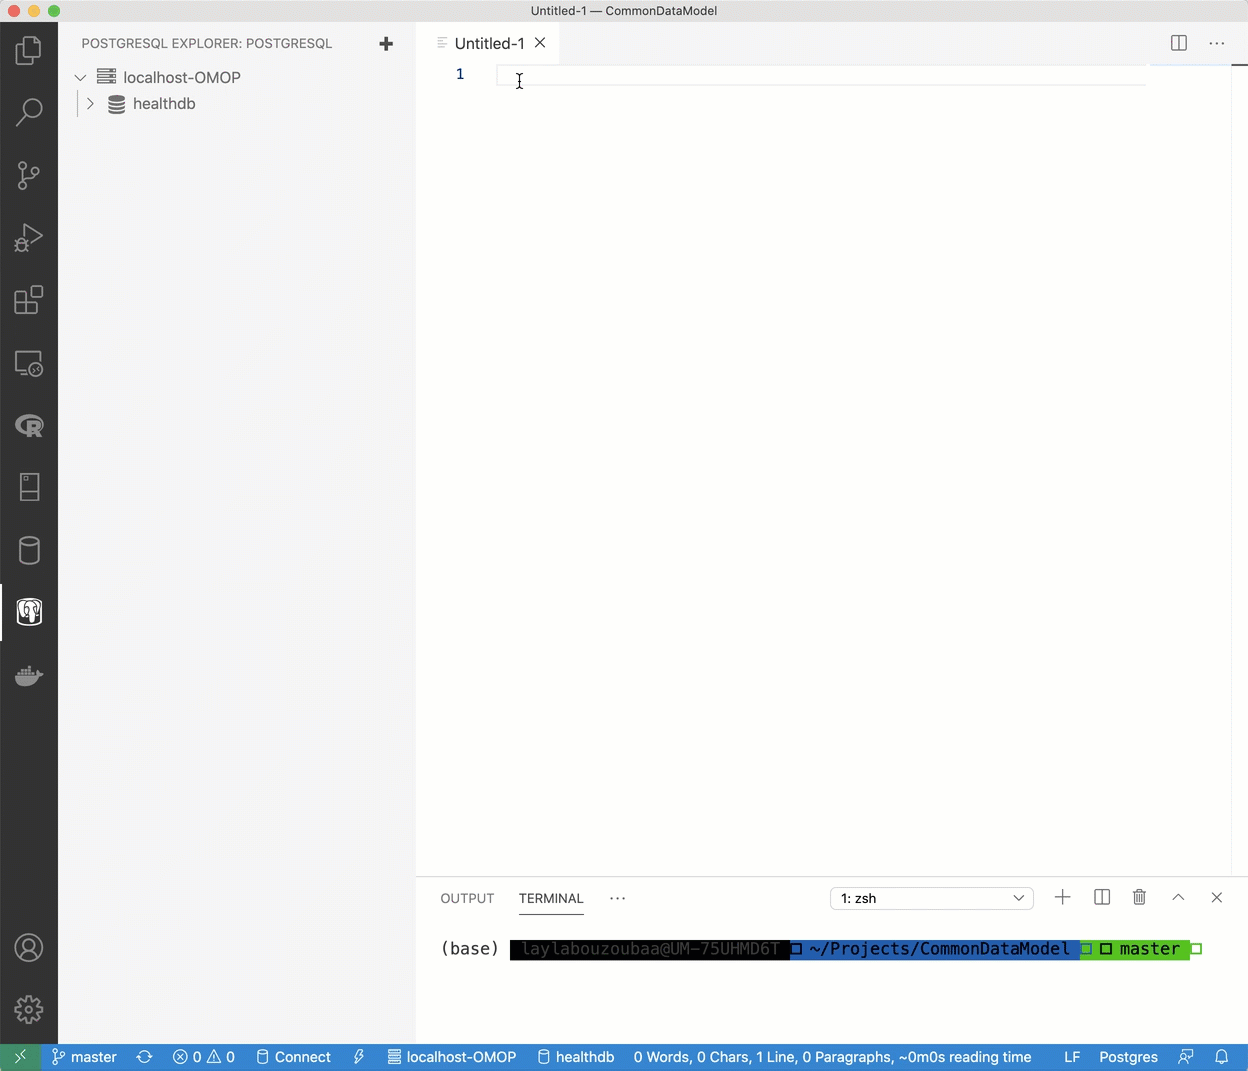 Untitled-1 — CommonDataModel
POSTGRESQL EXPLORER: POSTGRESQL
localhost-OMOP
healthdb
Untitled-1
1
OUTPUT
TERMINAL
1: zsh
(base) laylabouzoubaa@UM-75UHMD6T ~/Projects/CommonDataModel master
master 0 0 Connect localhost-OMOP healthdb 0 Words, 0 Chars, 1 Line, 0 Paragraphs, ~0m0s reading time LF Postgres